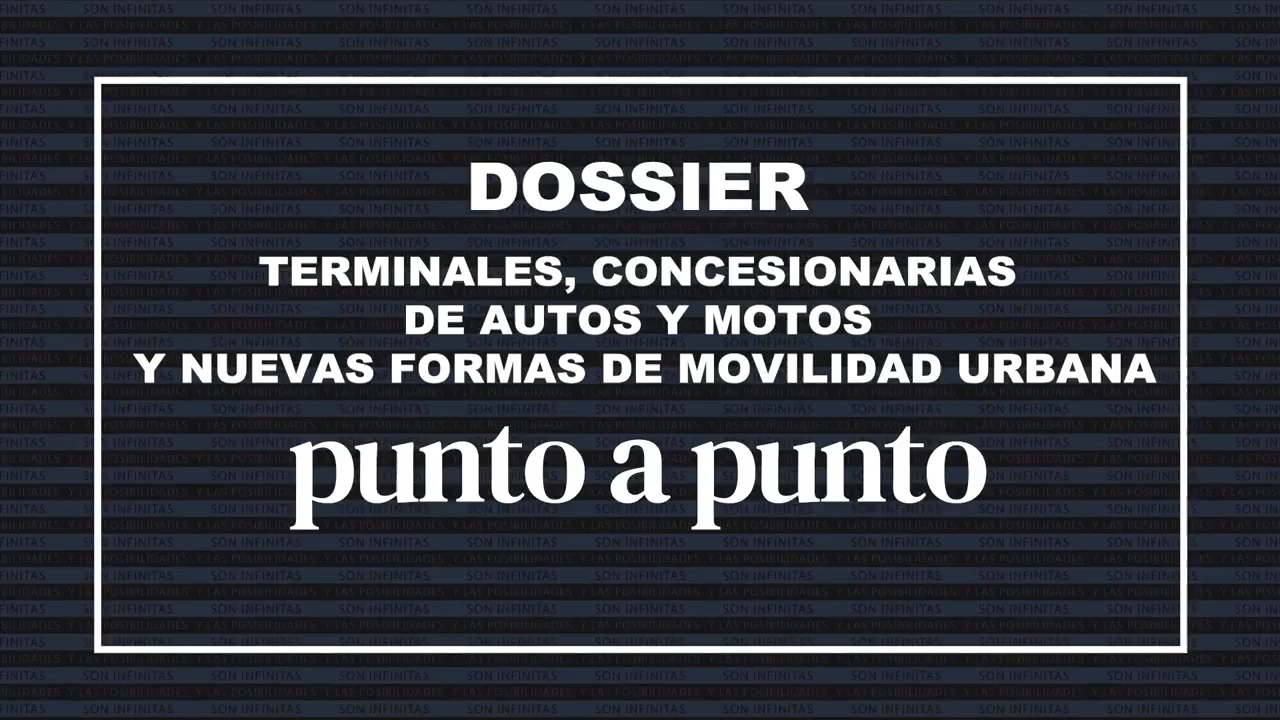 DOSSIER
TERMINALES, CONCESIONARIAS
DE AUTOS Y MOTOS
Y NUEVAS FORMAS DE MOVILIDAD URBANA
punto a punto